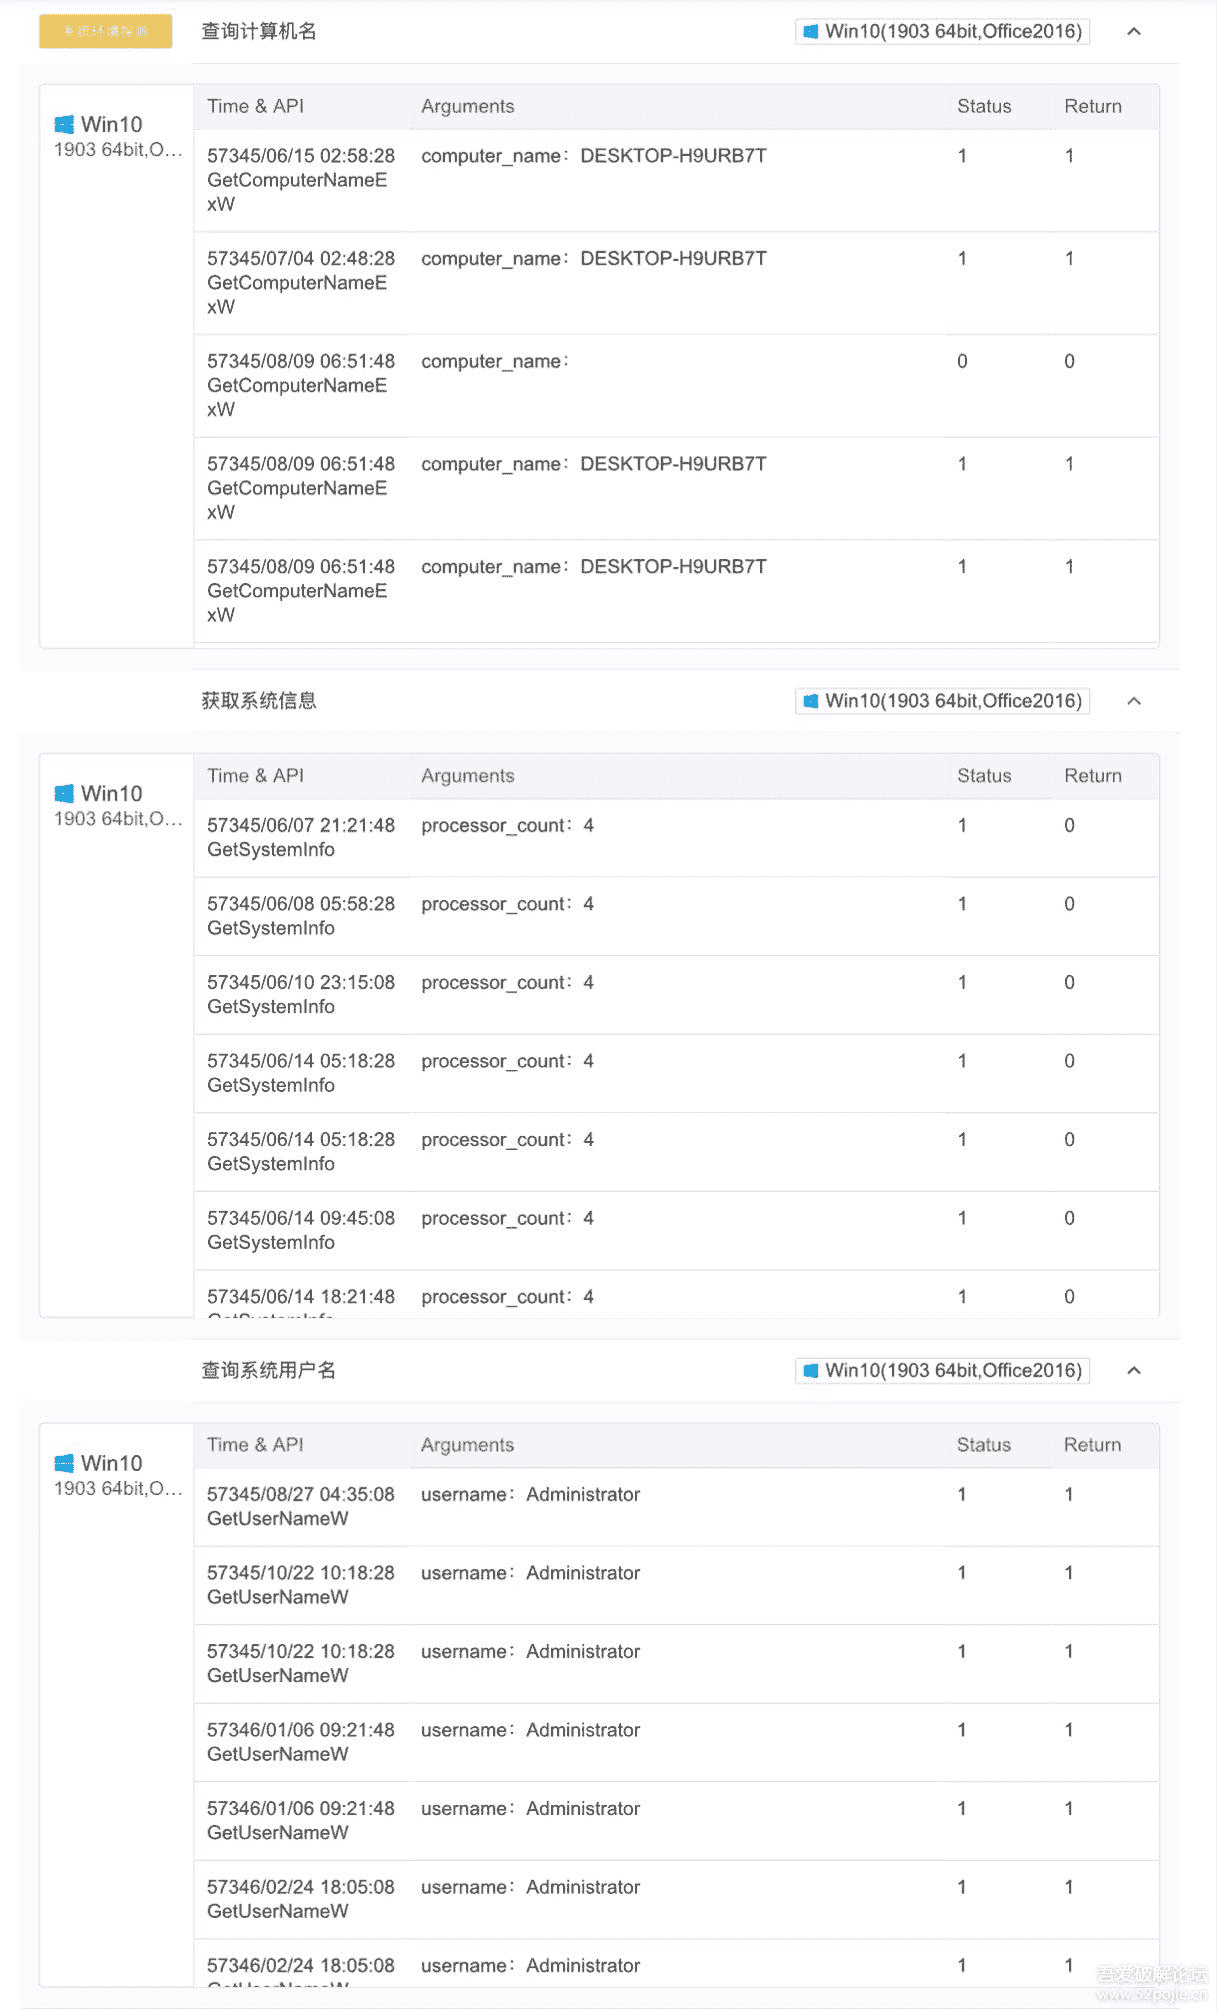 系统环境探测
查询计算机名
Win10(1903 64bit,Office2016)
Win10
1903 64bit,O...
Time & API Arguments Status Return
57345/06/15 02:58:28 computer_name：DESKTOP-H9URB7T 1 1
GetComputerNameE
xW
57345/07/04 02:48:28 computer_name：DESKTOP-H9URB7T 1 1
GetComputerNameE
xW
57345/08/09 06:51:48 computer_name： 0 0
GetComputerNameE
xW
57345/08/09 06:51:48 computer_name：DESKTOP-H9URB7T 1 1
GetComputerNameE
xW
57345/08/09 06:51:48 computer_name：DESKTOP-H9URB7T 1 1
GetComputerNameE
xW
获取系统信息
Win10(1903 64bit,Office2016)
Win10
1903 64bit,O...
Time & API Arguments Status Return
57345/06/07 21:21:48 processor_count：4 1 0
GetSystemInfo
57345/06/08 05:58:28 processor_count：4 1 0
GetSystemInfo
57345/06/10 23:15:08 processor_count：4 1 0
GetSystemInfo
57345/06/14 05:18:28 processor_count：4 1 0
GetSystemInfo
57345/06/14 05:18:28 processor_count：4 1 0
GetSystemInfo
57345/06/14 09:45:08 processor_count：4 1 0
GetSystemInfo
57345/06/14 18:21:48 processor_count：4 1 0
GetSystemInfo
查询系统用户名
Win10(1903 64bit,Office2016)
Win10
1903 64bit,O...
Time & API Arguments Status Return
57345/08/27 04:35:08 username：Administrator 1 1
GetUserNameW
57345/10/22 10:18:28 username：Administrator 1 1
GetUserNameW
57345/10/22 10:18:28 username：Administrator 1 1
GetUserNameW
57346/01/06 09:21:48 username：Administrator 1 1
GetUserNameW
57346/01/06 09:21:48 username：Administrator 1 1
GetUserNameW
57346/02/24 18:05:08 username：Administrator 1 1
GetUserNameW
57346/02/24 18:05:08 username：Administrator 1 1
GetUserNameW
吾爱破解论坛
www.52pojie.cn